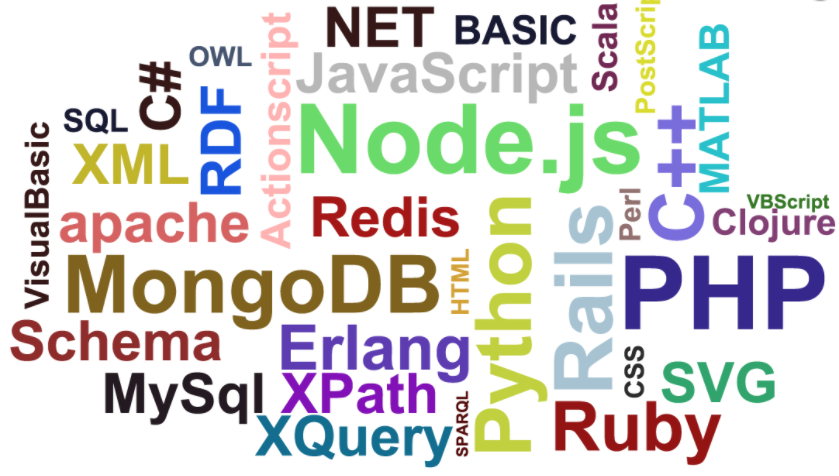 NET
BASIC
Scala
PostScrip
OWL
JavaScript
Actionscript
C#
MATLAB
SQL
RDF
Node.js
C++
XML
VisualBasic
apache
Redis
Perl
VBScript
Clojure
MongoDB
HTML
Python
Rails
PHP
Schema
Erlang
CSS
SVG
MySql
XPath
SPARQL
Ruby
XQuery